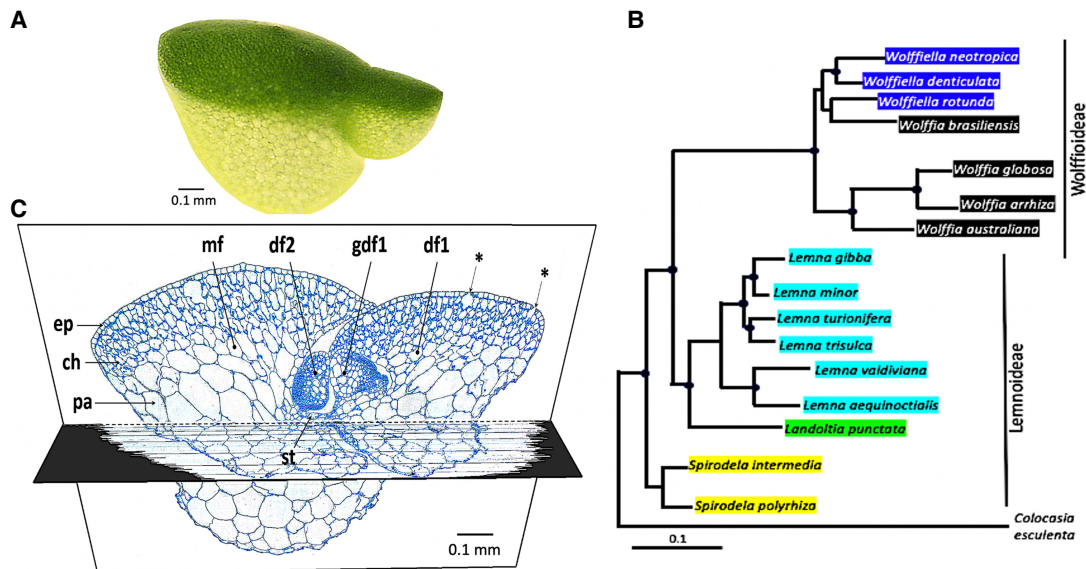 A
0.1 mm
B
Wolffiella neotropica
Wolffiella denticulata
Wolffiella rotunda
Wolffia brasiliensis
Wolffia globosa
Wolffia arrhiza
Wolffia australiana
Wolffioideae
Lemna gibba
Lemna minor
Lemna turionifera
Lemna trisulca
Lemna valdiviana
Lemna aequinoctialis
Landoltia punctata
Spirodela intermedia
Spirodela polyrhiza
Lemnoideae
Colocasia
esculenta
0.1
C
mf
df2
gdf1
df1
*
*
ep
ch
pa
st
0.1 mm